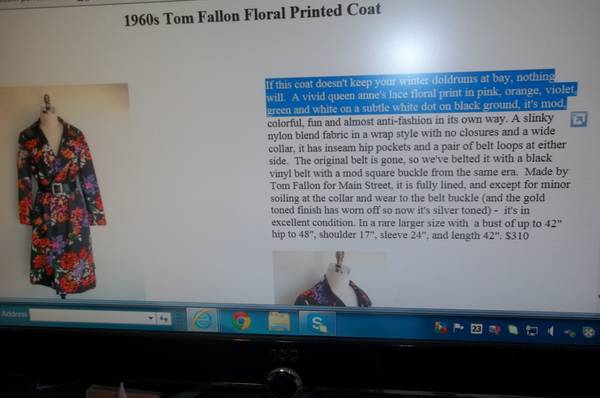 1960s Tom Fallon Floral Printed Coat
If this coat doesn't keep your winter doldrums at bay, nothing
will. A vivid queen anne's lace floral print in pink, orange, violet,
green and white on a subtle white dot on black ground, it's mod,
colorful, fun and almost anti-fashion in its own way. A slinky
nylon blend fabric in a wrap style with no closures and a wide
collar, it has inseam hip pockets and a pair of belt loops at either
side. The original belt is gone, so we've belted it with a black
vinyl belt with a mod square buckle from the same era. Made by
Tom Fallon for Main Street, it is fully lined, and except for minor
soiling at the collar and wear to the belt buckle (and the gold
toned finish has worn off so now it's silver toned) - it's in
excellent condition. In a rare larger size with a bust of up to 42"
hip to 48", shoulder 17", sleeve 24", and length 42". $310
Address
23